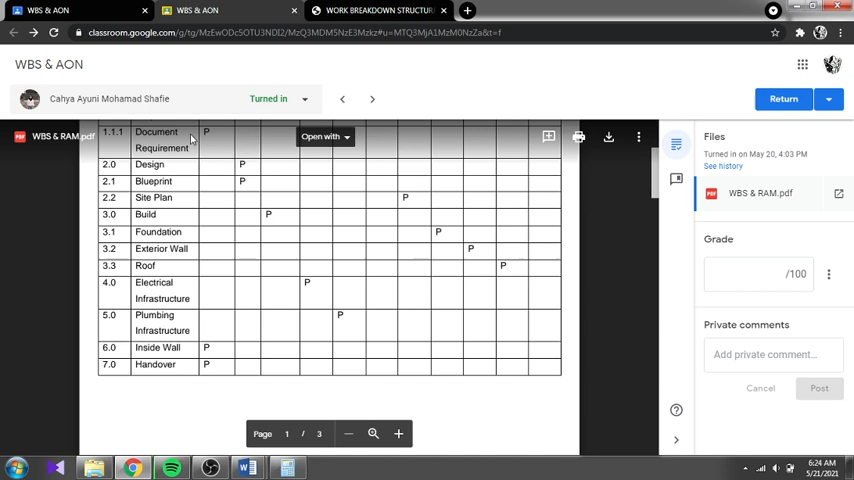 WBS & AON
WBS & AON
WORK BREAKDOWN STRUCTUR
classroom.google.com/g/tg/MzEwODc5OTU3NDI2/MzQ3MDM5NzE3Mzkz#u=MTQ3MjA1MzM0NzZa&t=f
WBS & AON
Cahya Ayuni Mohamad Shafie Turned in
Return
PDF WBS & RAM.pdf
Open with
1.1.1 Document Requirement P
2.0 Design P
2.1 Blueprint P
2.2 Site Plan P
3.0 Build P
3.1 Foundation P
3.2 Exterior Wall P
3.3 Roof P
4.0 Electrical Infrastructure P
5.0 Plumbing Infrastructure P
6.0 Inside Wall P
7.0 Handover P
Page 1 / 3
Files
Turned in on May 20, 4:03 PM
See history
PDF WBS & RAM.pdf
Grade
/100
Private comments
Add private comment…
Cancel Post
6:24 AM
5/21/2021